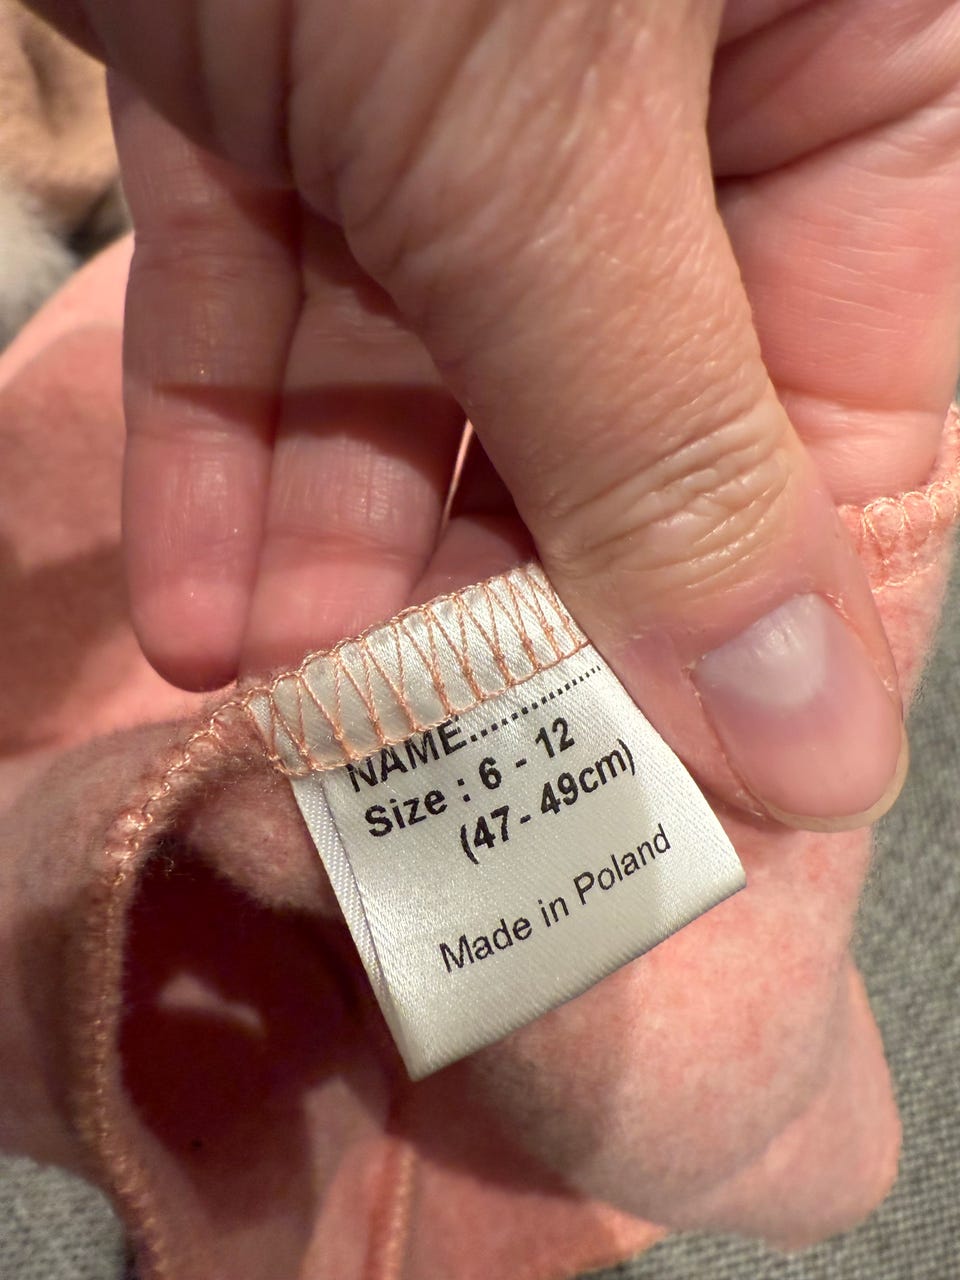 NAME........................
Size : 6 - 12
(47- 49cm)
Made in Poland